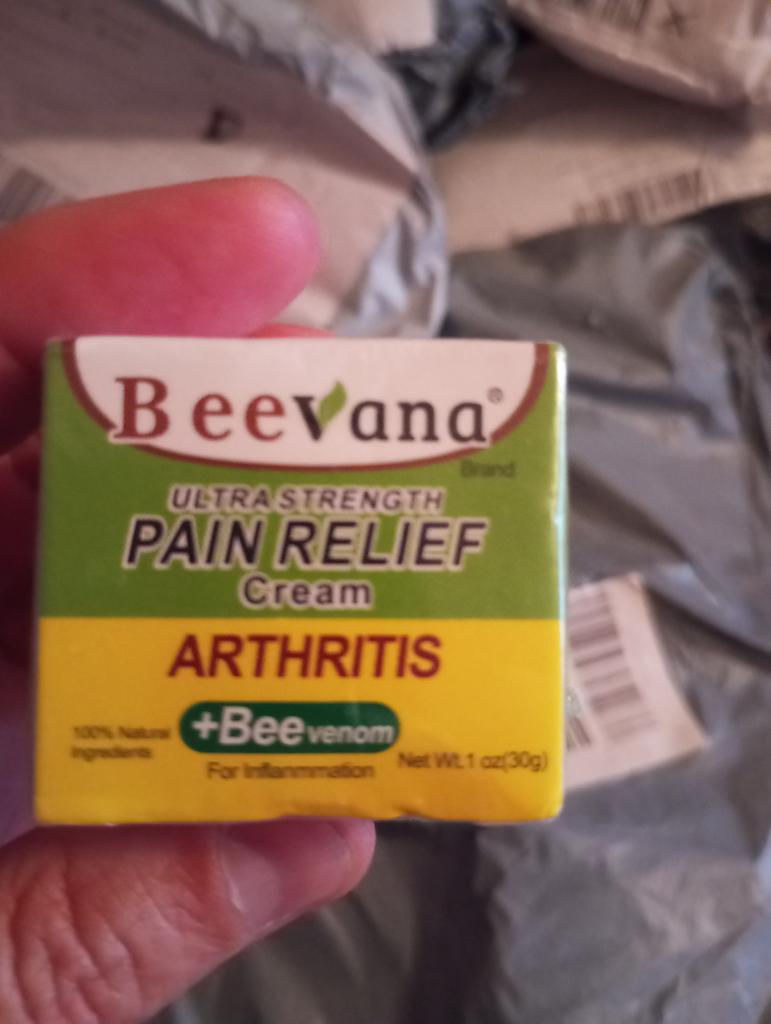 P
x
Beevana®
Brand
ULTRA STRENGTH
PAIN RELIEF
Cream
ARTHRITIS
100% Natural
Ingredients
+Bee venom
For Inflanmmation
Net Wt.1 oz(30g)